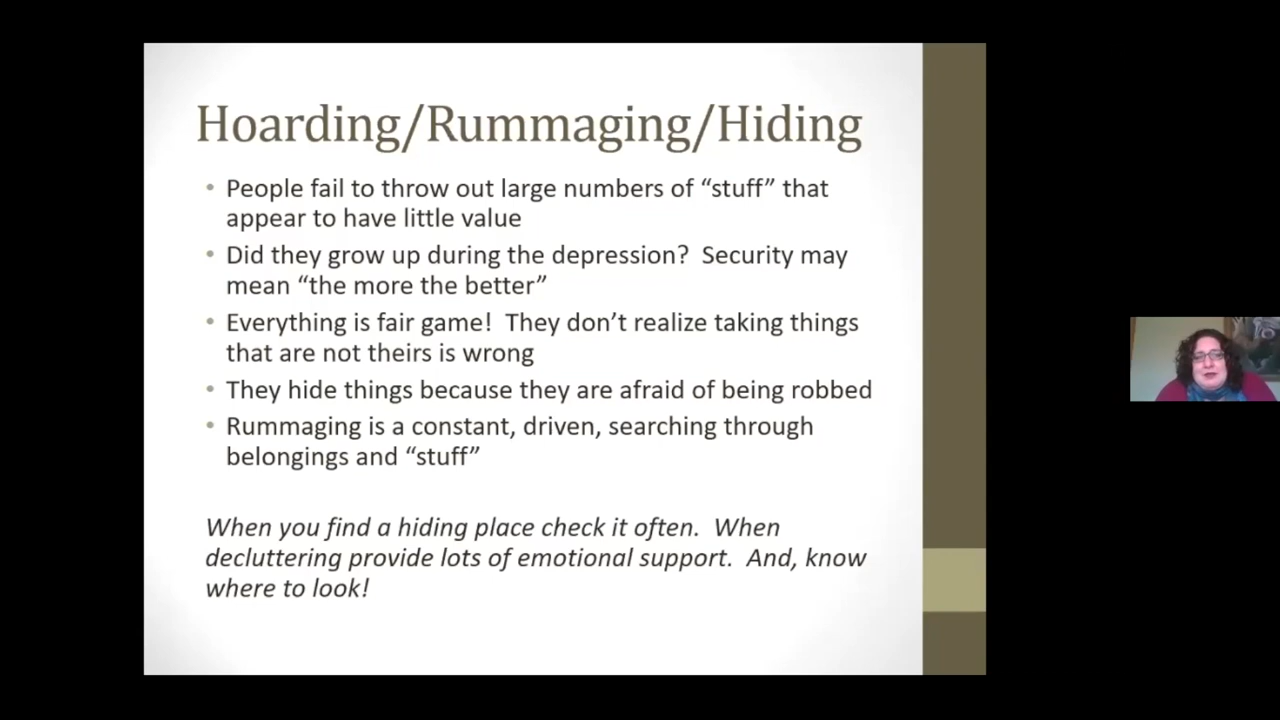 Hoarding/Rummaging/Hiding
• People fail to throw out large numbers of “stuff” that
appear to have little value
• Did they grow up during the depression?  Security may
mean “the more the better”
• Everything is fair game!  They don’t realize taking things
that are not theirs is wrong
• They hide things because they are afraid of being robbed
• Rummaging is a constant, driven, searching through
belongings and “stuff”
When you find a hiding place check it often.  When
decluttering provide lots of emotional support.  And, know
where to look!